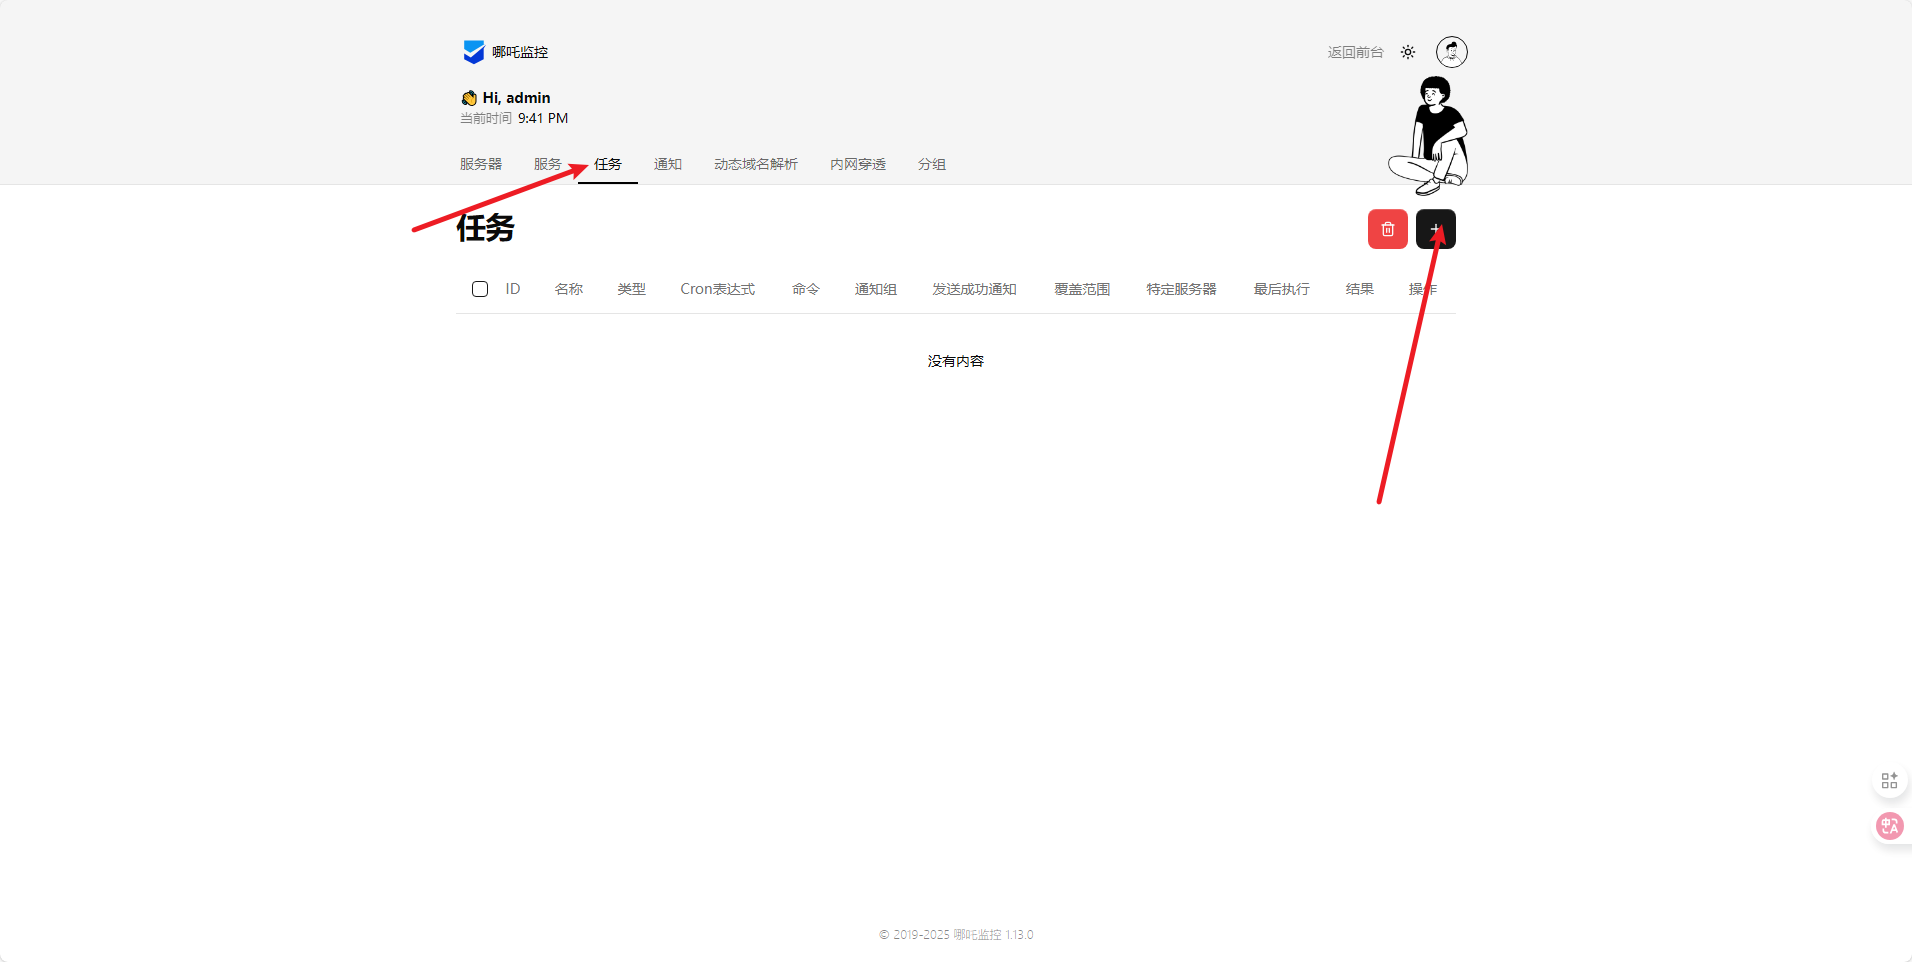 哪吒监控
返回前台
Hi, admin
当前时间 9:41 PM
服务器 服务 任务 通知 动态域名解析 内网穿透 分组
任务
ID 名称 类型 Cron表达式 命令 通知组 发送成功通知 覆盖范围 特定服务器 最后执行 结果 操作
没有内容
© 2019-2025 哪吒监控 1.13.0